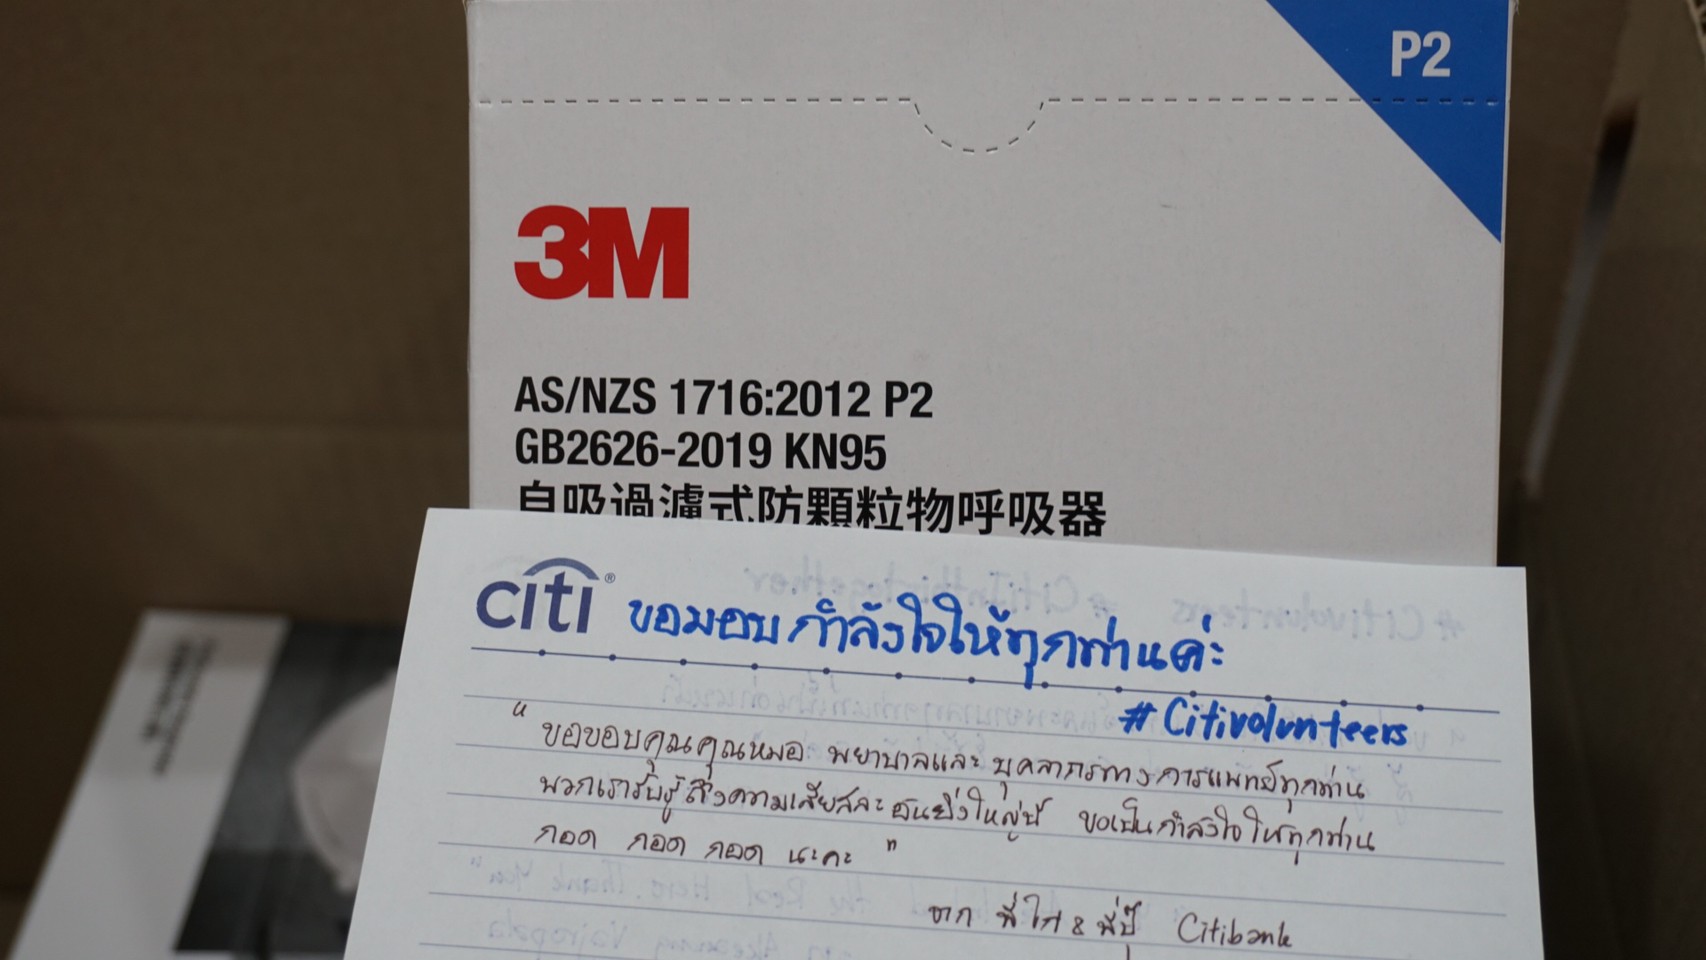 P2
3M
AS/NZS 1716:2012 P2
GB2626-2019 KN95
自吸過濾式防顆粒物呼吸器
citi® ขอมอบกำลังใจให้ทุกท่านค่ะ
#Citivolunteers
" ขอขอบคุณคุณหมอ พยาบาลและ บุคลากรทางการแพทย์ทุกท่าน
พวกเรารับรู้ ถึงความเสียสละ อันยิ่งใหญ่นี้ ขอเป็นกำลังใจ ให้ทุกท่าน
กอด กอด กอด นะคะ "
จาก พี่ไก่ & พี่ปุ๊ Citibank